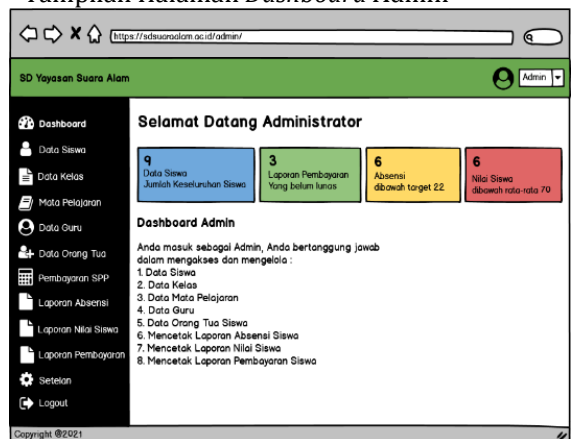 Tampilan Halaman Dashboard Admin
https://sdsuaraalam.ac.id/admin/
SD Yayasan Suara Alam
Admin
Dashboard
Data Siswa
Data Kelas
Mata Pelajaran
Data Guru
Data Orang Tua
Pembayaran SPP
Laporan Absensi
Laporan Nilai Siswa
Laporan Pembayaran
Setelan
Logout
Selamat Datang Administrator
9
Data Siswa
Jumlah Keseluruhan Siswa
3
Laporan Pembayaran
Yang belum lunas
6
Absensi
dibawah target 22
6
Nilai Siswa
dibawah rata-rata 70
Dashboard Admin
Anda masuk sebagai Admin, Anda bertanggung jawab
dalam mengakses dan mengelola :
1. Data Siswa
2. Data Kelas
3. Data Mata Pelajaran
4. Data Guru
5. Data Orang Tua Siswa
6. Mencetak Laporan Absensi Siswa
7. Mencetak Laporan Nilai Siswa
8. Mencetak Laporan Pembayaran Siswa
Copyright @2021